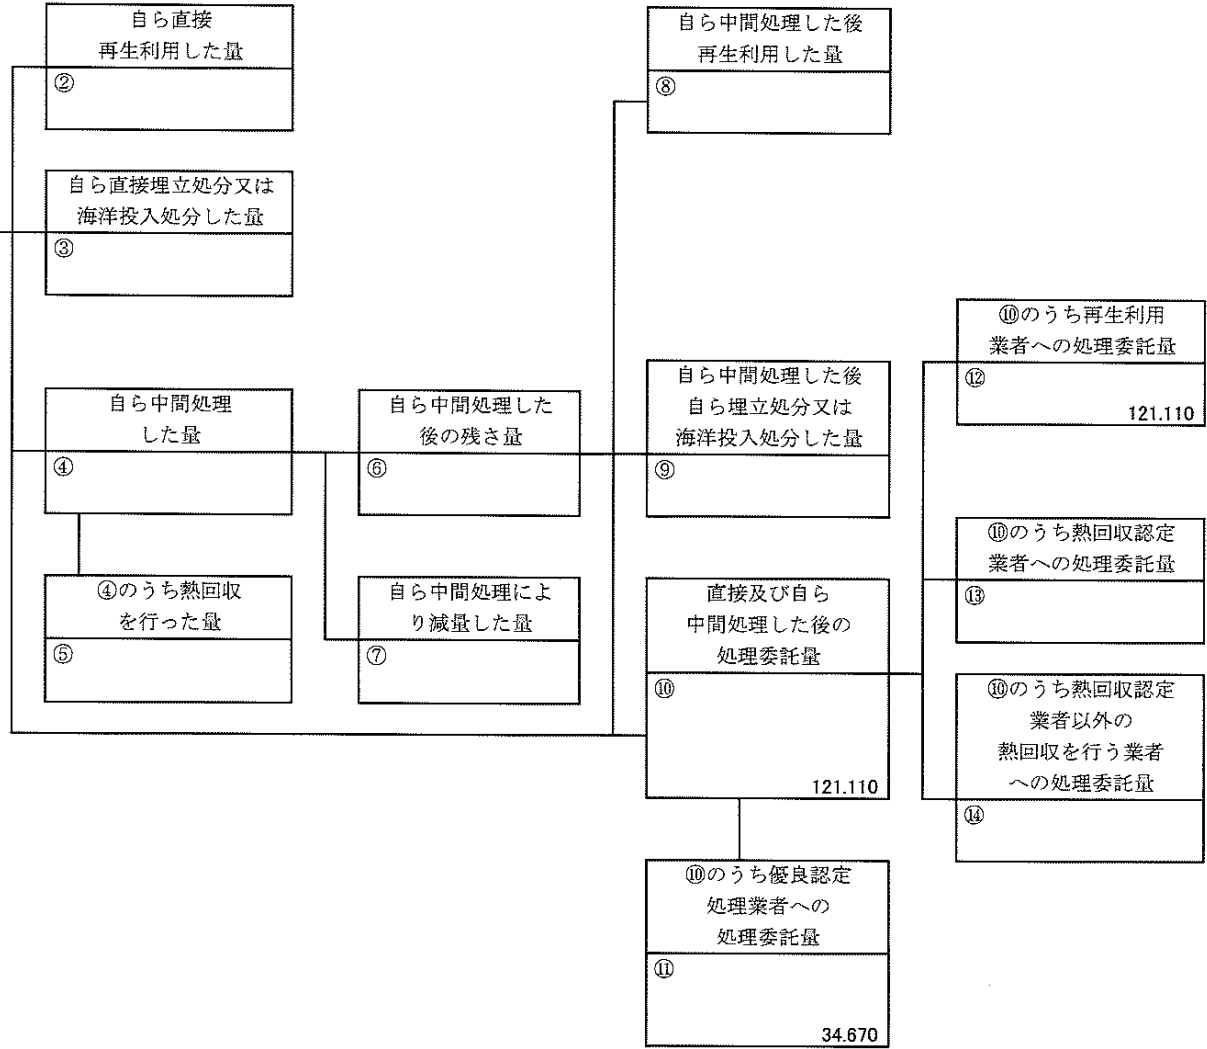 自ら直接
再生利用した量
②
自ら直接埋立処分又は
海洋投入処分した量
③
自ら中間処理
した量
④
④のうち熱回収
を行った量
⑤
自ら中間処理した
後の残さ量
⑥
自ら中間処理によ
り減量した量
⑦
自ら中間処理した後
再生利用した量
⑧
自ら中間処理した後
自ら埋立処分又は
海洋投入処分した量
⑨
直接及び自ら
中間処理した後の
処理委託量
⑩
121.110
⑩のうち優良認定
処理業者への
処理委託量
⑪
34.670
⑩のうち再生利用
業者への処理委託量
⑫
121.110
⑩のうち熱回収認定
業者への処理委託量
⑬
⑩のうち熱回収認定
業者以外の
熱回収を行う業者
への処理委託量
⑭